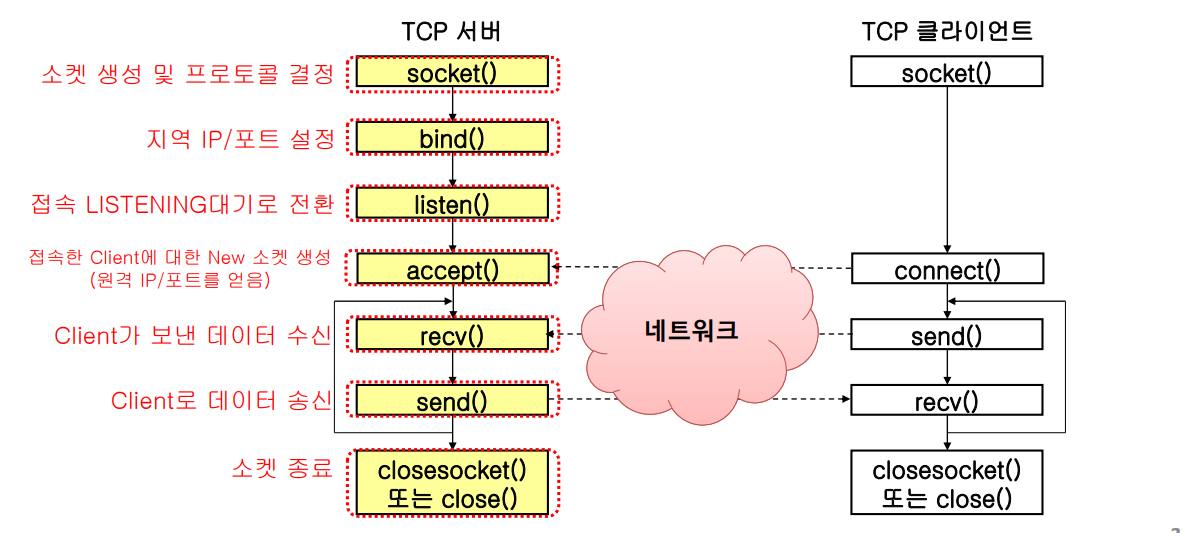 TCP 서버
TCP 클라이언트
소켓 생성 및 프로토콜 결정
socket()
socket()
지역 IP/포트 설정
bind()
접속 LISTENING대기로 전환
listen()
접속한 Client에 대한 New 소켓 생성
(원격 IP/포트를 얻음)
accept()
connect()
네트워크
Client가 보낸 데이터 수신
recv()
send()
Client로 데이터 송신
send()
recv()
소켓 종료
closesocket()
또는 close()
closesocket()
또는 close()